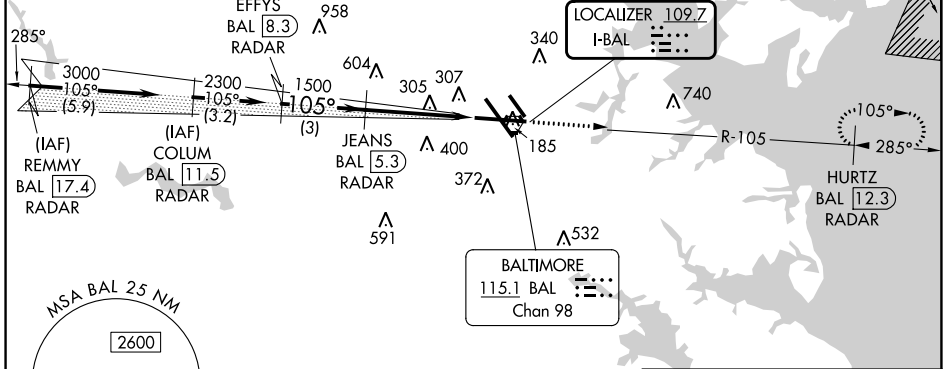 EFFYS
BAL 8.3
RADAR
958
LOCALIZER 109.7
I-BAL
340
285°
3000
105°
(5.9)
2300
105°
(3.2)
1500
105°
(3)
604
305
307
740
(IAF)
REMMY
BAL 17.4
RADAR
(IAF)
COLUM
BAL 11.5
RADAR
JEANS
BAL 5.3
RADAR
400
185
R-105
105°
285°
HURTZ
BAL 12.3
RADAR
372
591
532
BALTIMORE
115.1 BAL
Chan 98
MSA BAL 25 NM
2600